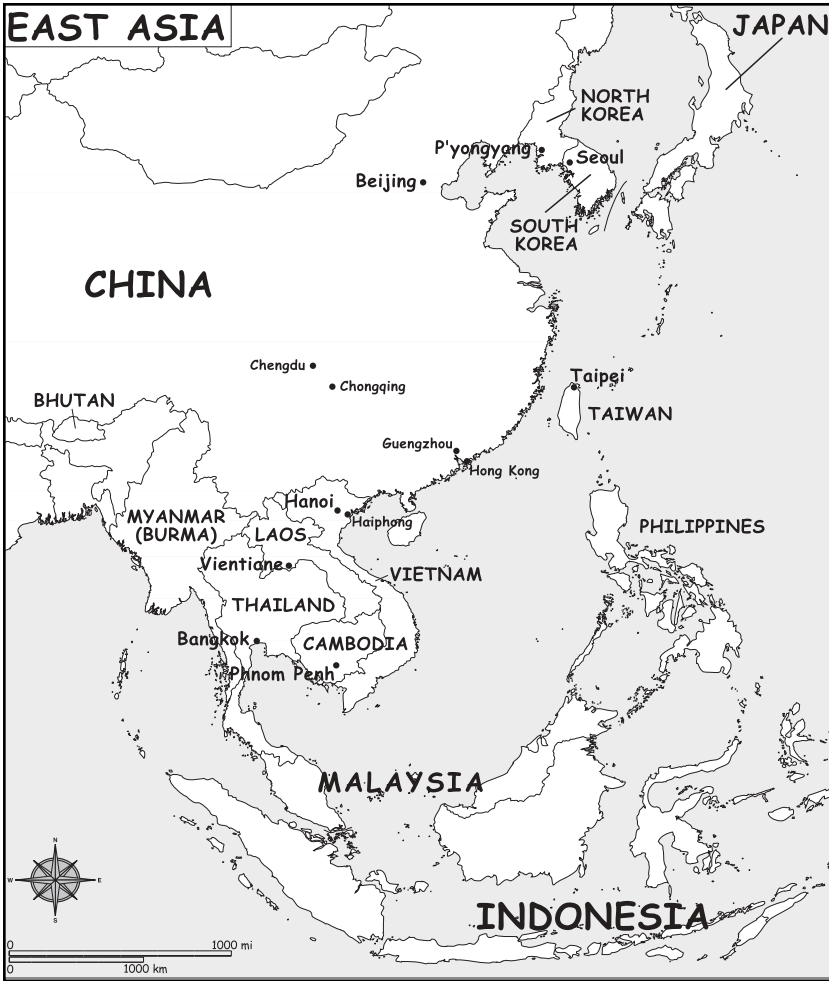 EAST ASIA
JAPAN
NORTH
KOREA
P'yongyang
Seoul
Beijing
SOUTH
KOREA
CHINA
Chengdu
Chongqing
Taipei
BHUTAN
TAIWAN
Guengzhou
Hong Kong
Hanoi
Haiphong
MYANMAR
(BURMA)
LAOS
PHILIPPINES
Vientiane
VIETNAM
THAILAND
Bangkok
CAMBODIA
Phnom Penh
MALAYSIA
N
W
E
S
INDONESIA
0
1000 mi
0
1000 km